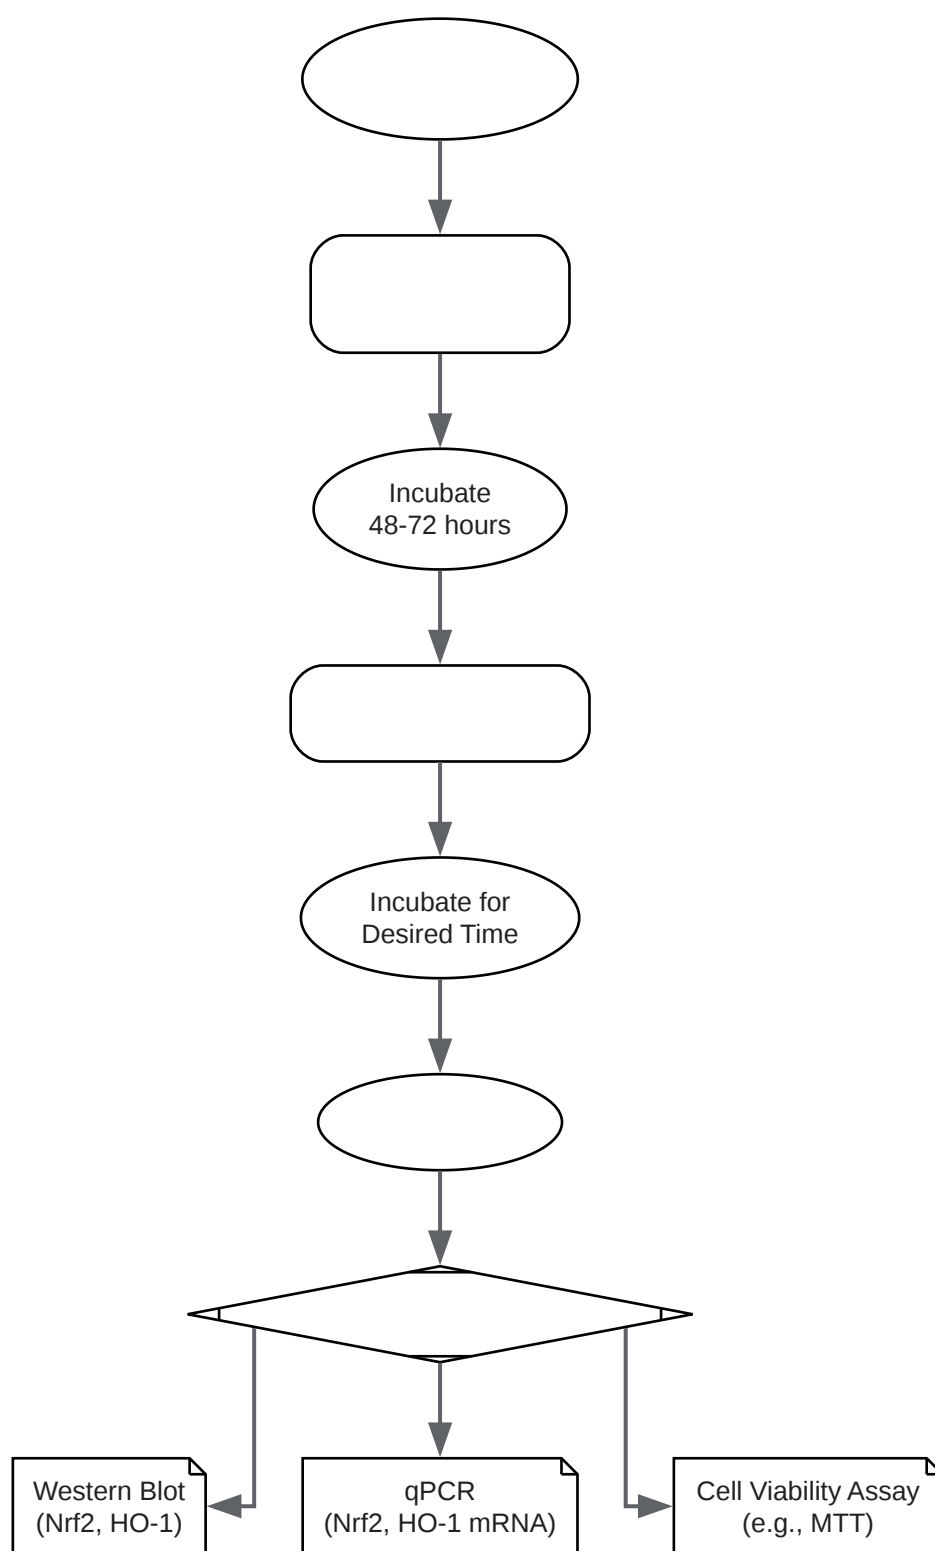 Incubate
48-72 hours
Incubate for
Desired Time
Western Blot
(Nrf2, HO-1)
qPCR
(Nrf2, HO-1 mRNA)
Cell Viability Assay
(e.g., MTT)